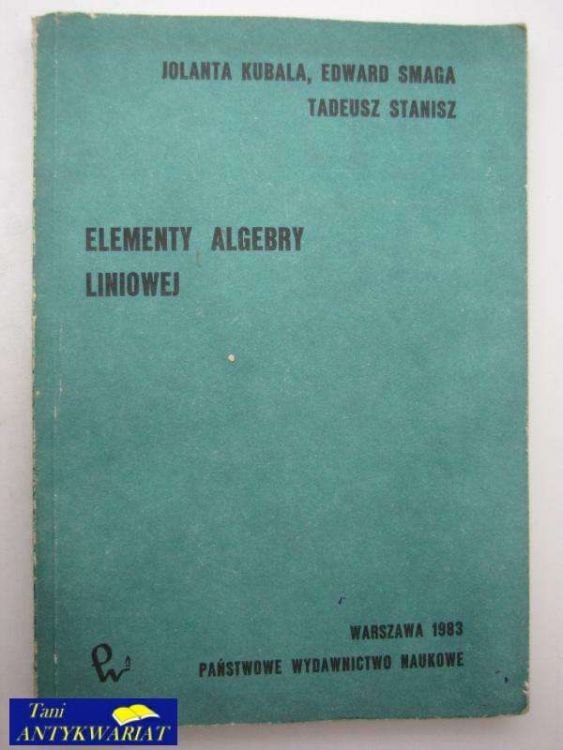 JOLANTA KUBALA, EDWARD SMAGA
TADEUSZ STANISZ
ELEMENTY ALGEBRY
LINIOWEJ
WARSZAWA 1983
PAŃSTWOWE WYDAWNICTWO NAUKOWE
Tani
ANTYKWARIAT